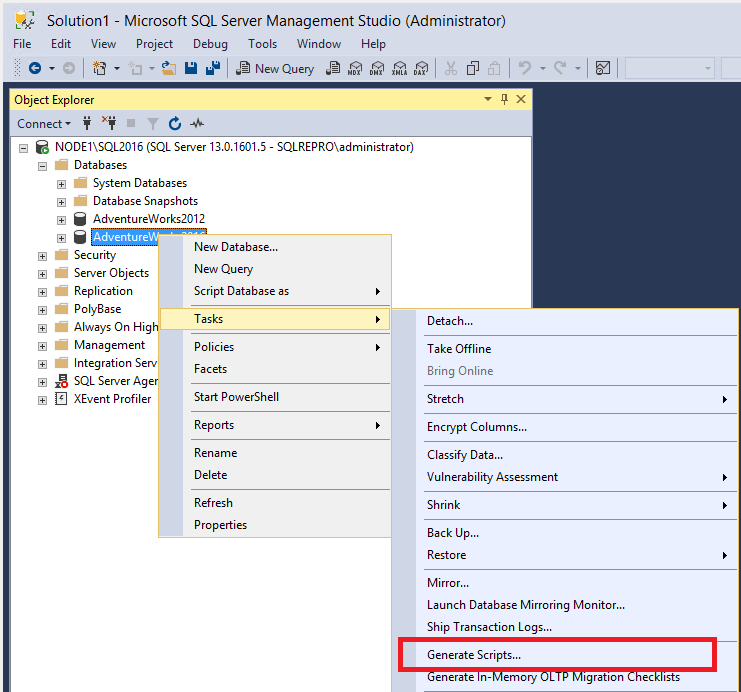 Solution1 - Microsoft SQL Server Management Studio (Administrator)
File Edit View Project Debug Tools Window Help
New Query MDX DMX XMLA DAX
Object Explorer
Connect
NODE1\SQL2016 (SQL Server 13.0.1601.5 - SQLREPRO\administrator)
Databases
System Databases
Database Snapshots
AdventureWorks2012
Security
Server Objects
Replication
PolyBase
Always On High
Management
Integration Serv
SQL Server Agen
XEvent Profiler
New Database...
New Query
Script Database as
Tasks
Policies
Facets
Start PowerShell
Reports
Rename
Delete
Refresh
Properties
Detach...
Take Offline
Bring Online
Stretch
Encrypt Columns...
Classify Data...
Vulnerability Assessment
Shrink
Back Up...
Restore
Mirror...
Launch Database Mirroring Monitor...
Ship Transaction Logs...
Generate Scripts...
Generate In-Memory OLTP Migration Checklists